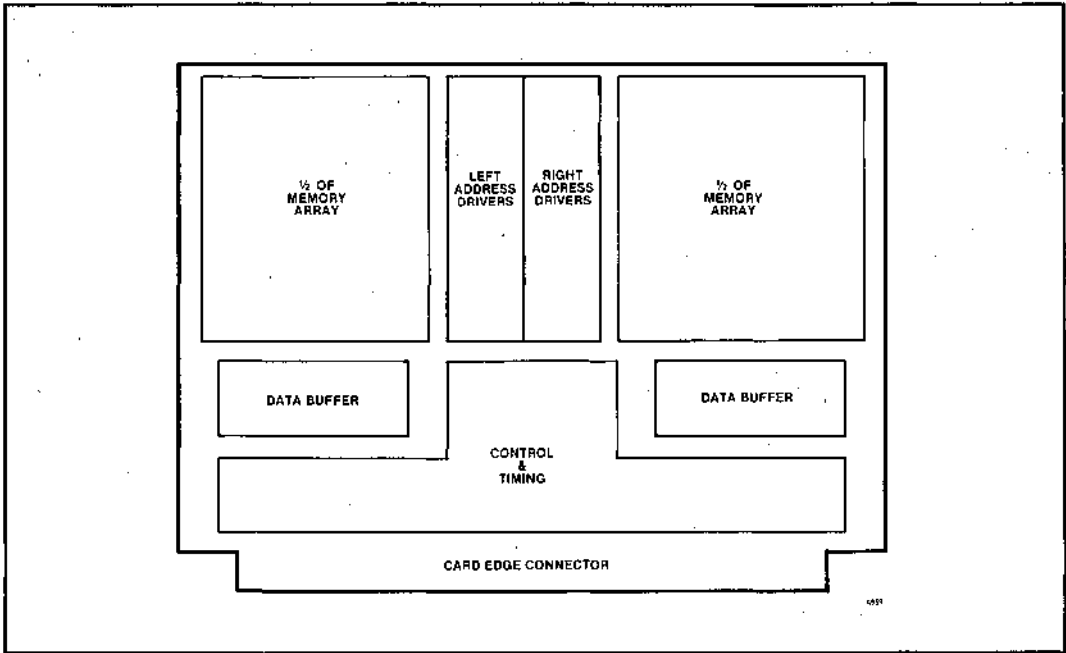 ½ OF
MEMORY
ARRAY
LEFT
ADDRESS
DRIVERS
RIGHT
ADDRESS
DRIVERS
½ OF
MEMORY
ARRAY
DATA BUFFER
DATA BUFFER
CONTROL
&
TIMING
CARD EDGE CONNECTOR